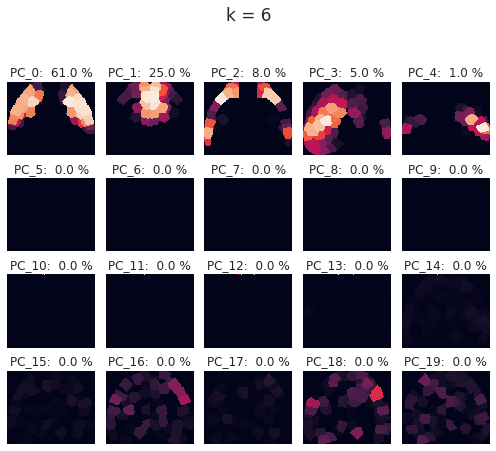 k = 6
PC_0: 61.0 % PC_1: 25.0 % PC_2: 8.0 % PC_3: 5.0 % PC_4: 1.0 %
PC_5: 0.0 % PC_6: 0.0 % PC_7: 0.0 % PC_8: 0.0 % PC_9: 0.0 %
PC_10: 0.0 % PC_11: 0.0 % PC_12: 0.0 % PC_13: 0.0 % PC_14: 0.0 %
PC_15: 0.0 % PC_16: 0.0 % PC_17: 0.0 % PC_18: 0.0 % PC_19: 0.0 %